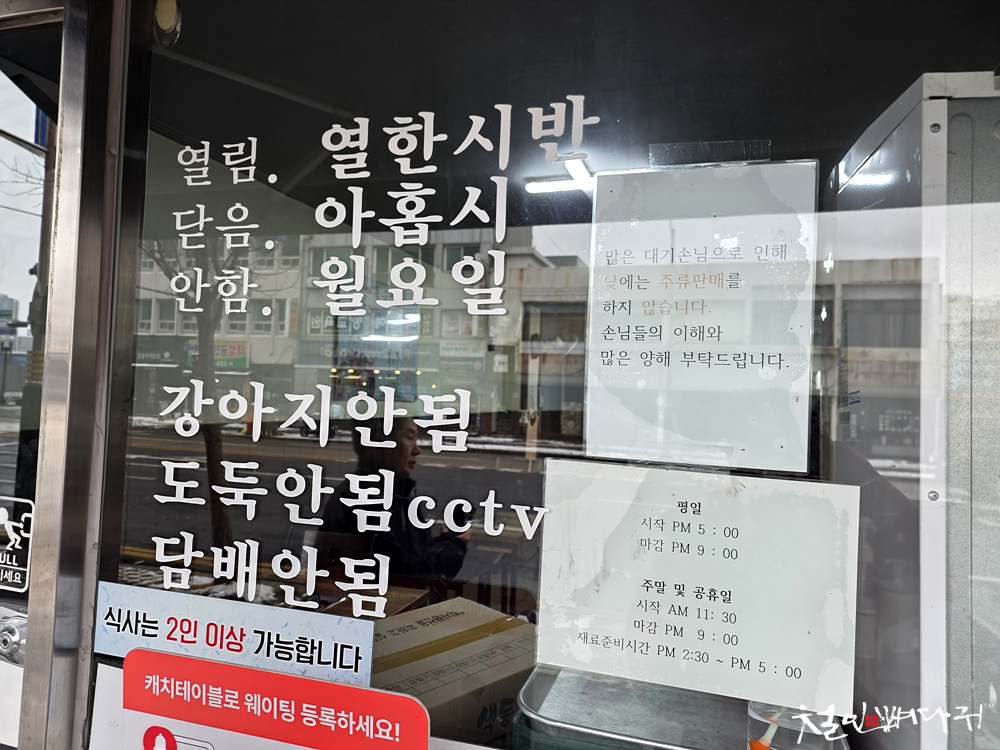 열림. 열한시반
닫음. 아홉시
안함. 월요일
강아지안됨
도둑안됨cctv
담배안됨
많은 대기손님으로 인해
낮에는 주류판매를
하지 않습니다.
손님들의 이해와
많은 양해 부탁드립니다.
평일
시작 PM 5 : 00
마감 PM 9 : 00
주말 및 공휴일
시작 AM 11: 30
마감 PM 9 : 00
재료준비시간 PM 2:30 ~ PM 5 : 00
식사는 2인 이상 가능합니다
캐치테이블로 웨이팅 등록하세요!
COFFEE
철인뼈다귀